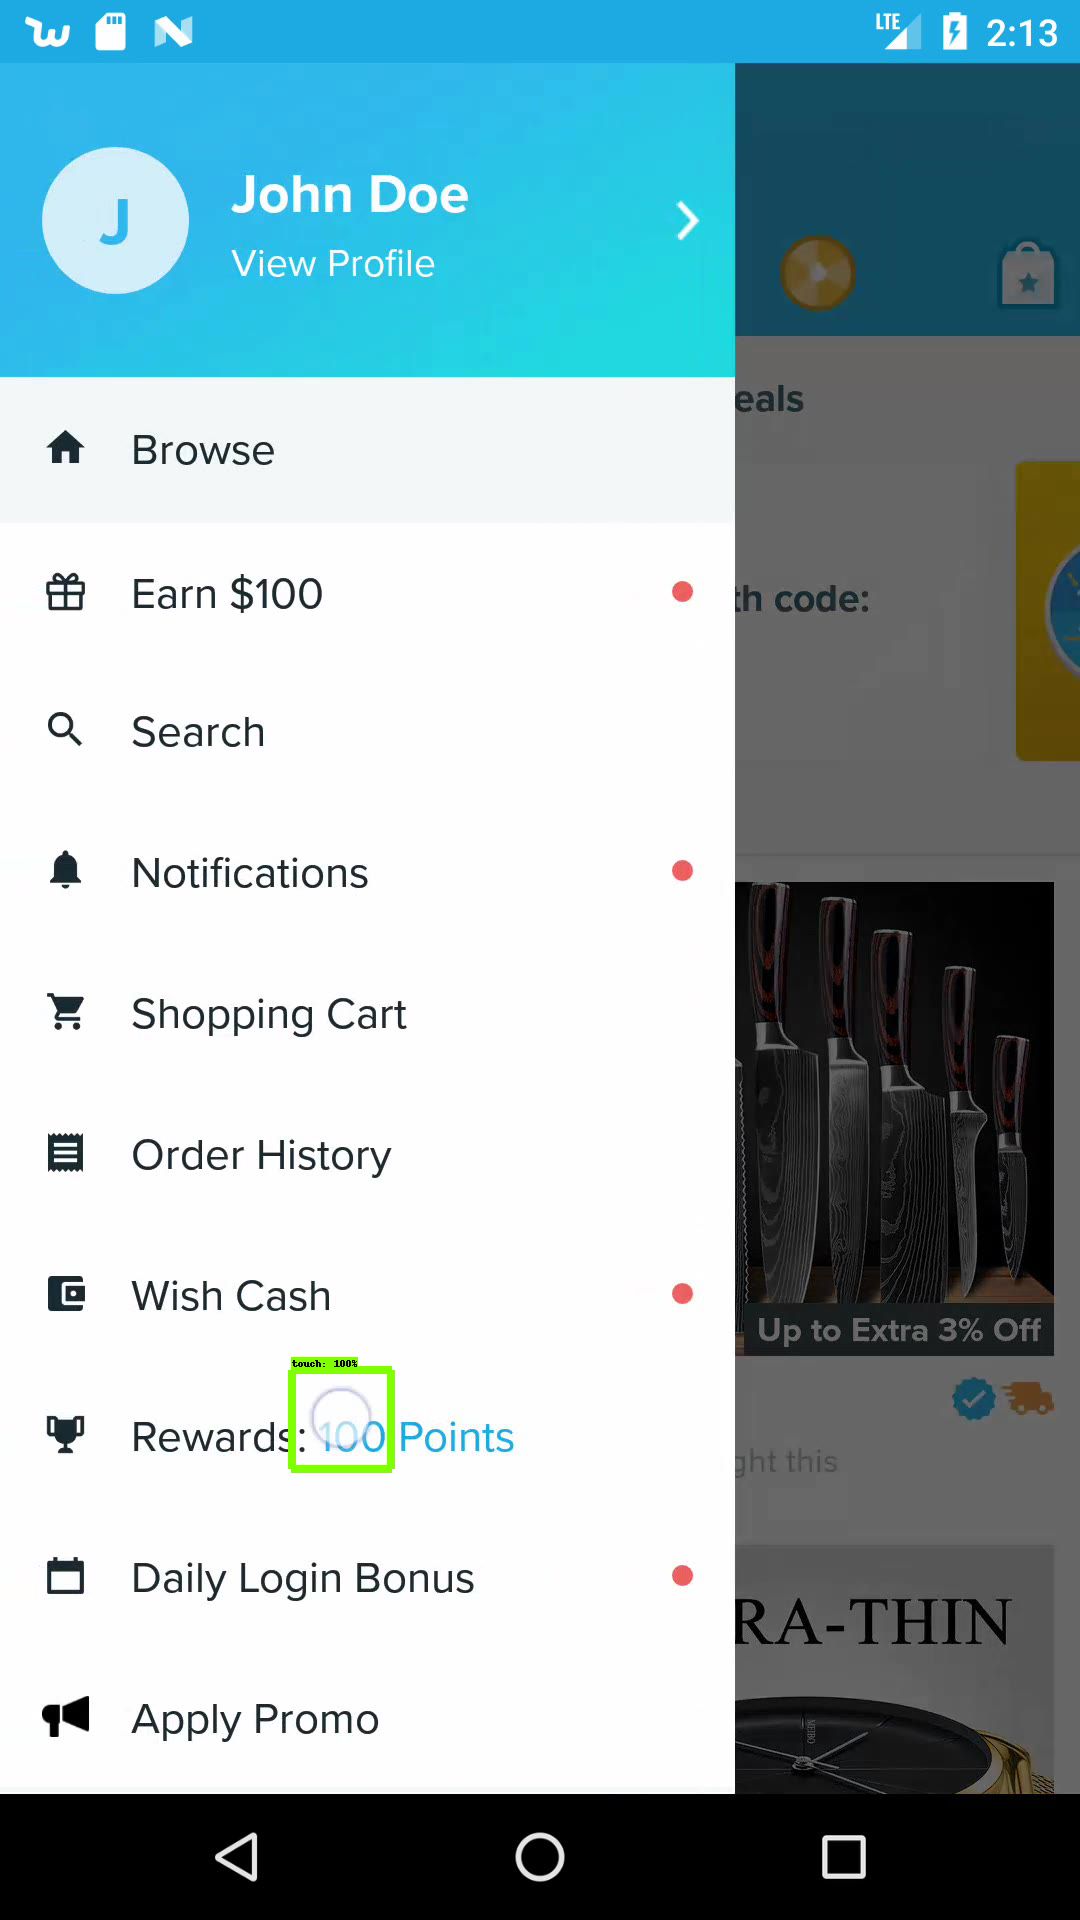 LTE 2:13
J
John Doe
View Profile
eals
Browse
Earn $100
th code:
Search
Notifications
Shopping Cart
Order History
Wish Cash
Up to Extra 3% Off
touch: 100%
Rewards: 100 Points
ght this
Daily Login Bonus
RA-THIN
Apply Promo
MEIBO